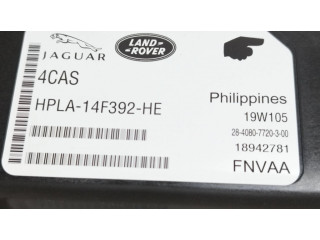 JAGUAR
LAND-
ROVER
4CAS
HPLA-14F392-HE
Philippines
19W105
28-4080-7720-3-00
18942781
FNVAA